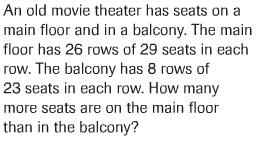 An old movie theater has seats on a
main floor and in a balcony. The main
floor has 26 rows of 29 seats in each
row. The balcony has 8 rows of
23 seats in each row. How many
more seats are on the main floor
than in the balcony?